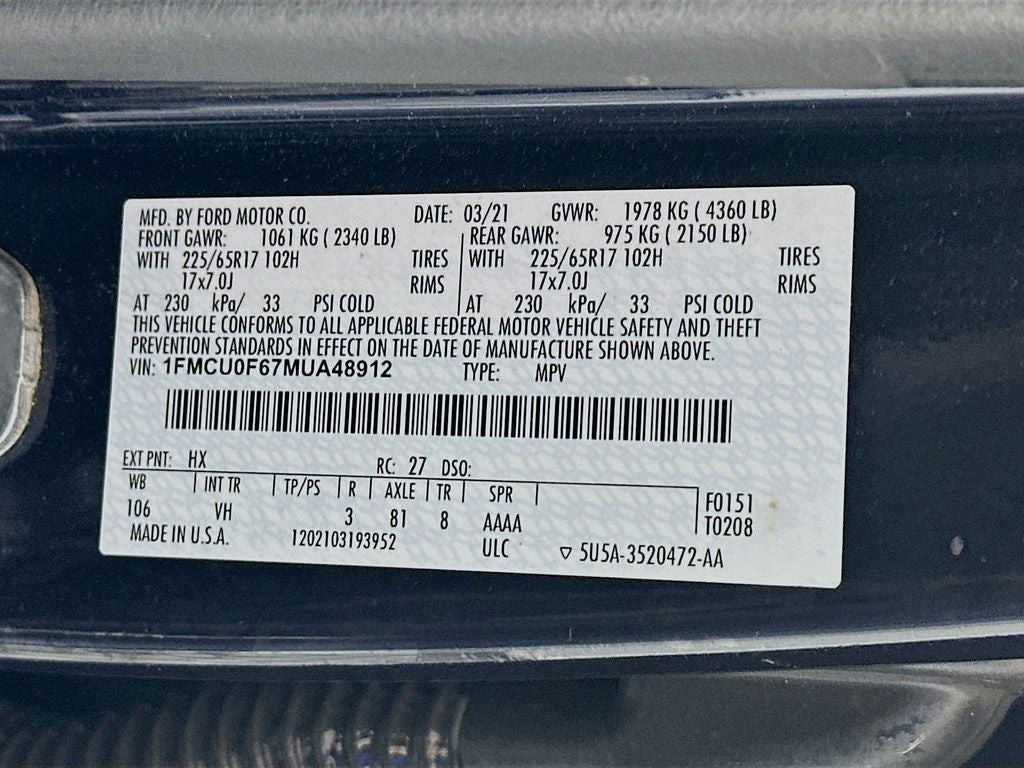 MFD. BY FORD MOTOR CO. DATE: 03/21 GVWR: 1978 KG ( 4360 LB)
FRONT GAWR: 1061 KG ( 2340 LB) REAR GAWR: 975 KG ( 2150 LB)
WITH 225/65R17 102H TIRES WITH 225/65R17 102H TIRES
17x7.0J RIMS 17x7.0J RIMS
AT 230 kPa/ 33 PSI COLD AT 230 kPa/ 33 PSI COLD
THIS VEHICLE CONFORMS TO ALL APPLICABLE FEDERAL MOTOR VEHICLE SAFETY AND THEFT
PREVENTION STANDARDS IN EFFECT ON THE DATE OF MANUFACTURE SHOWN ABOVE.
VIN: 1FMCU0F67MUA48912 TYPE: MPV
EXT PNT: HX RC: 27 DSO:
WB INT TR TP/PS R AXLE TR SPR F0151
106 VH 3 81 8 AAAA T0208
MADE IN U.S.A. 1202103193952 ULC ▽ 5U5A-3520472-AA